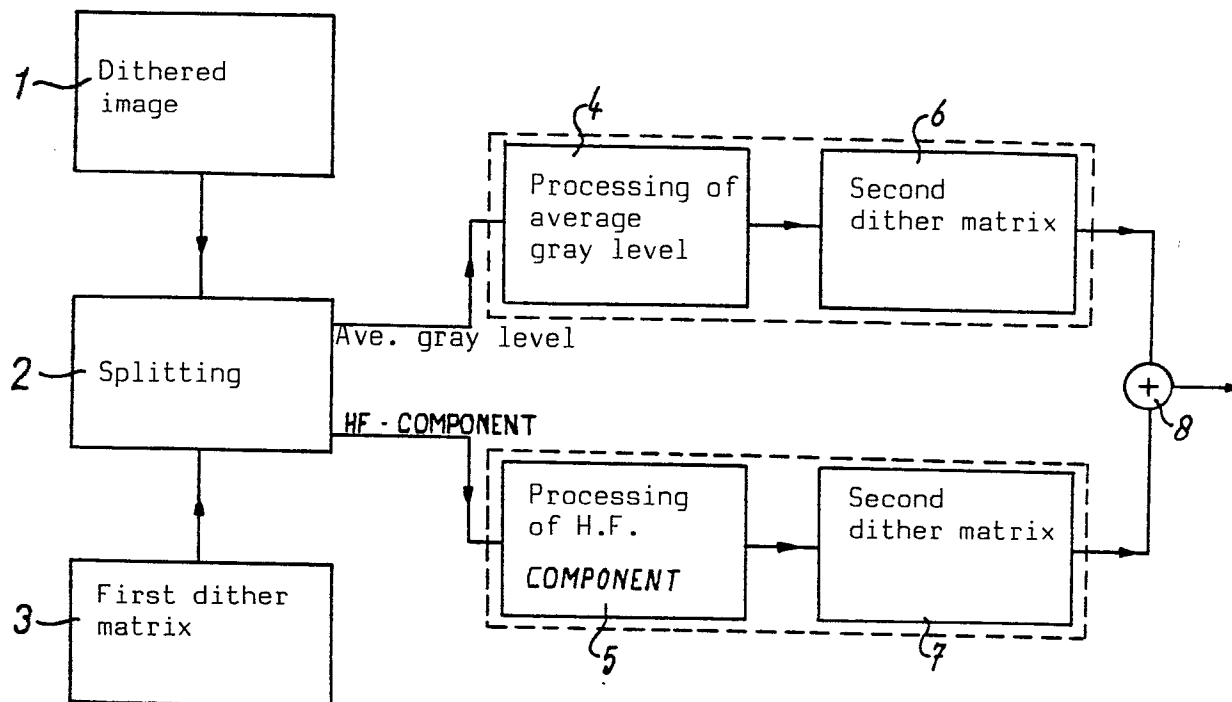 1
Dithered
image
4
6
Processing of
average
gray level
Second
dither matrix
Ave. gray level
2
Splitting
+
8
HF - COMPONENT
Processing
of H.F.
COMPONENT
Second
dither matrix
3
First dither
matrix
5
7